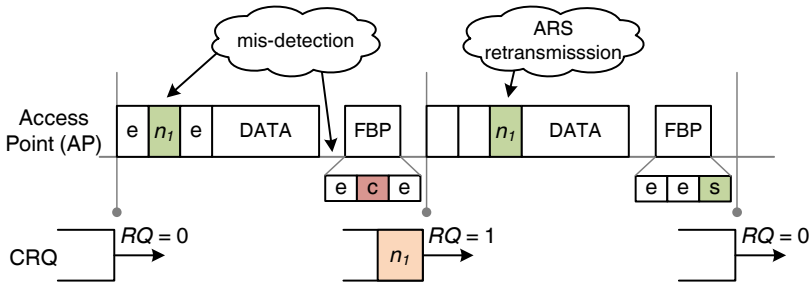 mis-detection
ARS
retransmisssion
Access
Point (AP)
e n₁ e DATA FBP n₁ DATA FBP
e c e
e e s
CRQ
RQ = 0
n₁
RQ = 1
RQ = 0